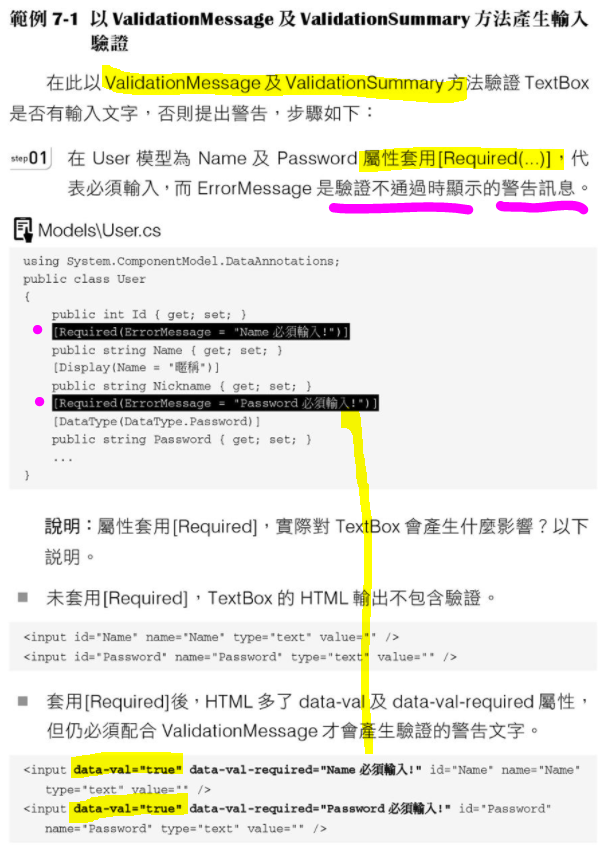 範例 7-1 以 ValidationMessage 及 ValidationSummary 方法產生輸入
驗證
在此以 ValidationMessage 及 ValidationSummary 方法驗證 TextBox
是否有輸入文字，否則提出警告，步驟如下：
step01 在 User 模型為 Name 及 Password 屬性套用[Required(...)]，代
表必須輸入，而 ErrorMessage 是驗證不通過時顯示的警告訊息。
Models\User.cs
using System.ComponentModel.DataAnnotations;
public class User
{
public int Id { get; set; }
[Required(ErrorMessage = "Name 必須輸入!")]
public string Name { get; set; }
[Display(Name = "暱稱")]
public string Nickname { get; set; }
[Required(ErrorMessage = "Password 必須輸入!")]
[DataType(DataType.Password)]
public string Password { get; set; }
...
}
說明：屬性套用[Required]，實際對 TextBox 會產生什麼影響？以下
說明。
■ 未套用[Required]，TextBox 的 HTML 輸出不包含驗證。
<input id="Name" name="Name" type="text" value="" />
<input id="Password" name="Password" type="text" value="" />
■ 套用[Required]後，HTML 多了 data-val 及 data-val-required 屬性，
但仍必須配合 ValidationMessage 才會產生驗證的警告文字。
<input data-val="true" data-val-required="Name 必須輸入!" id="Name" name="Name"
type="text" value="" />
<input data-val="true" data-val-required="Password 必須輸入!" id="Password"
name="Password" type="text" value="" />